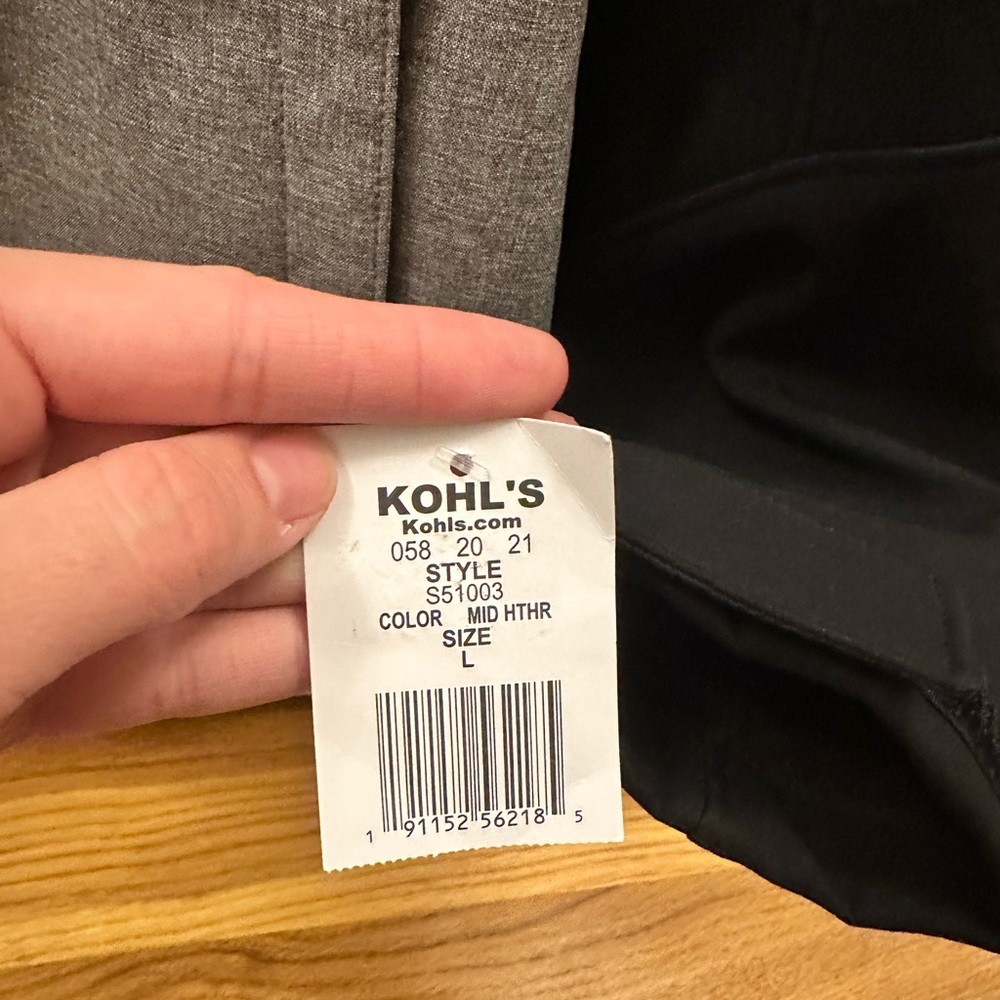 KOHL'S
Kohls.com
058 20 21
STYLE
S51003
COLOR MID HTHR
SIZE
L
1 91152 56218 5